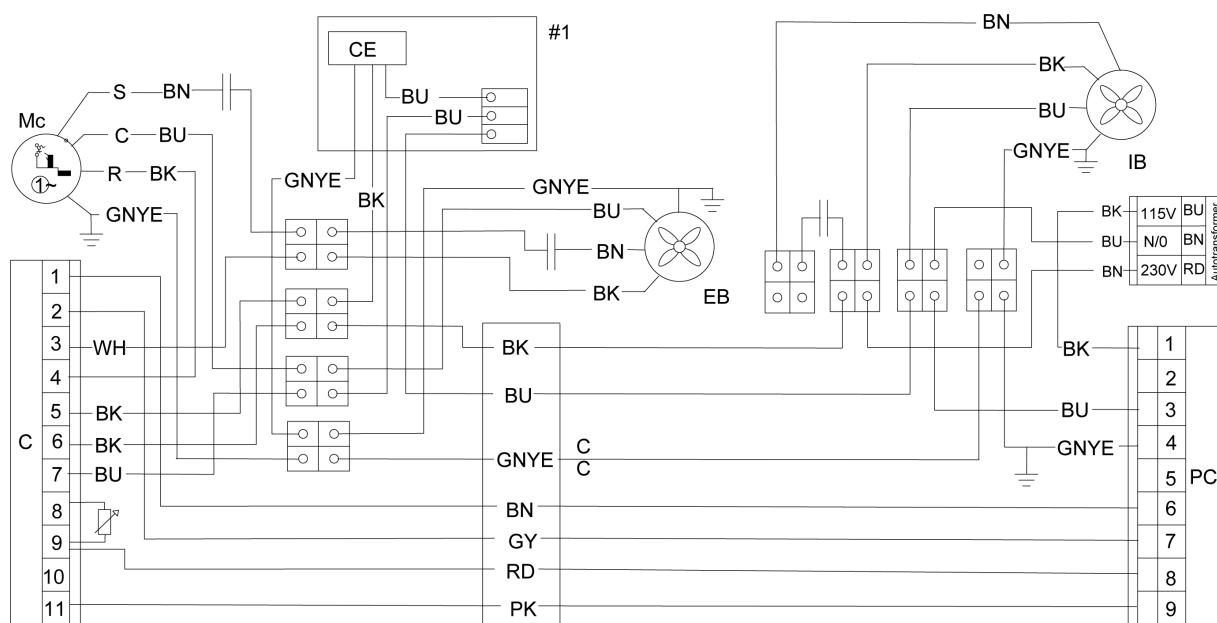 #1
CE
BN
BK
BU
GNYE
IB
S BN
Mc
C BU
R BK
1~
GNYE
BU
BU
GNYE
BK
GNYE
BU
BN
BK
EB
BK 115V BU
BU N/0 BN
BN 230V RD
Autotransformer
C
1
2
3 WH
4
5 BK
6 BK
7 BU
8
9
10
11
BK
BU
GNYE
C
C
BN
GY
RD
PK
BK 1
2
BU 3
GNYE 4
5
6
7
8
9
PC